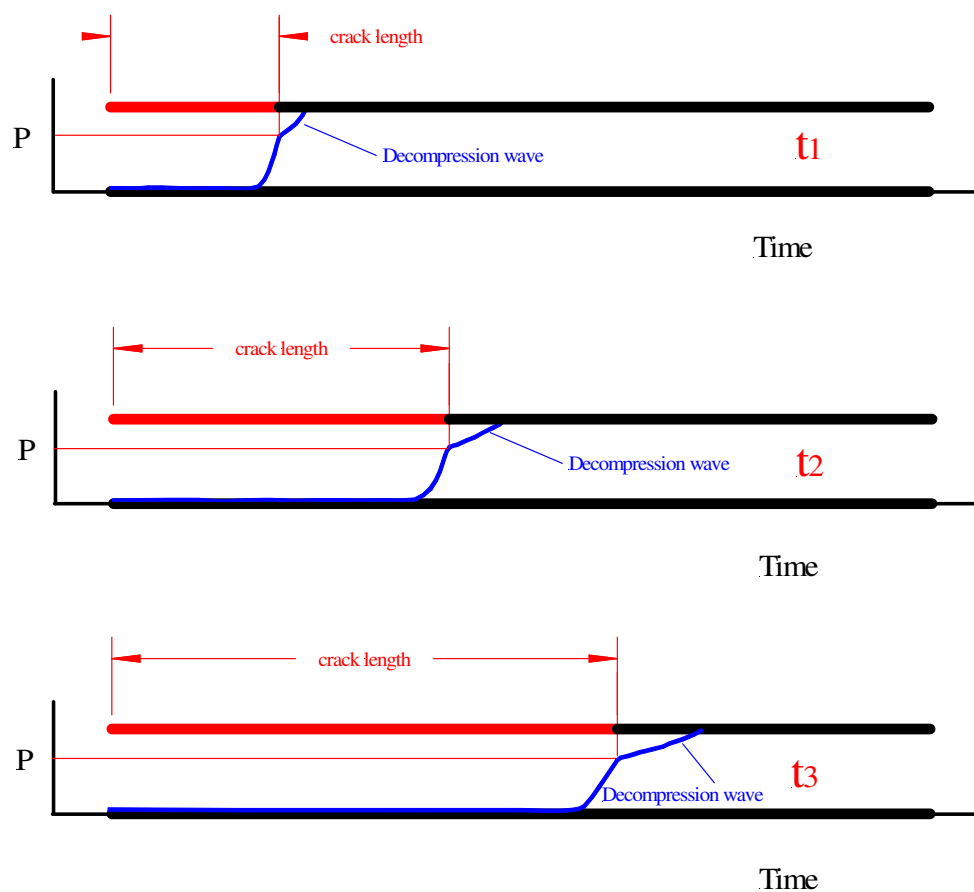 crack length
P
Decompression wave
t1
Time
crack length
P
Decompression wave
t2
Time
crack length
P
Decompression wave
t3
Time